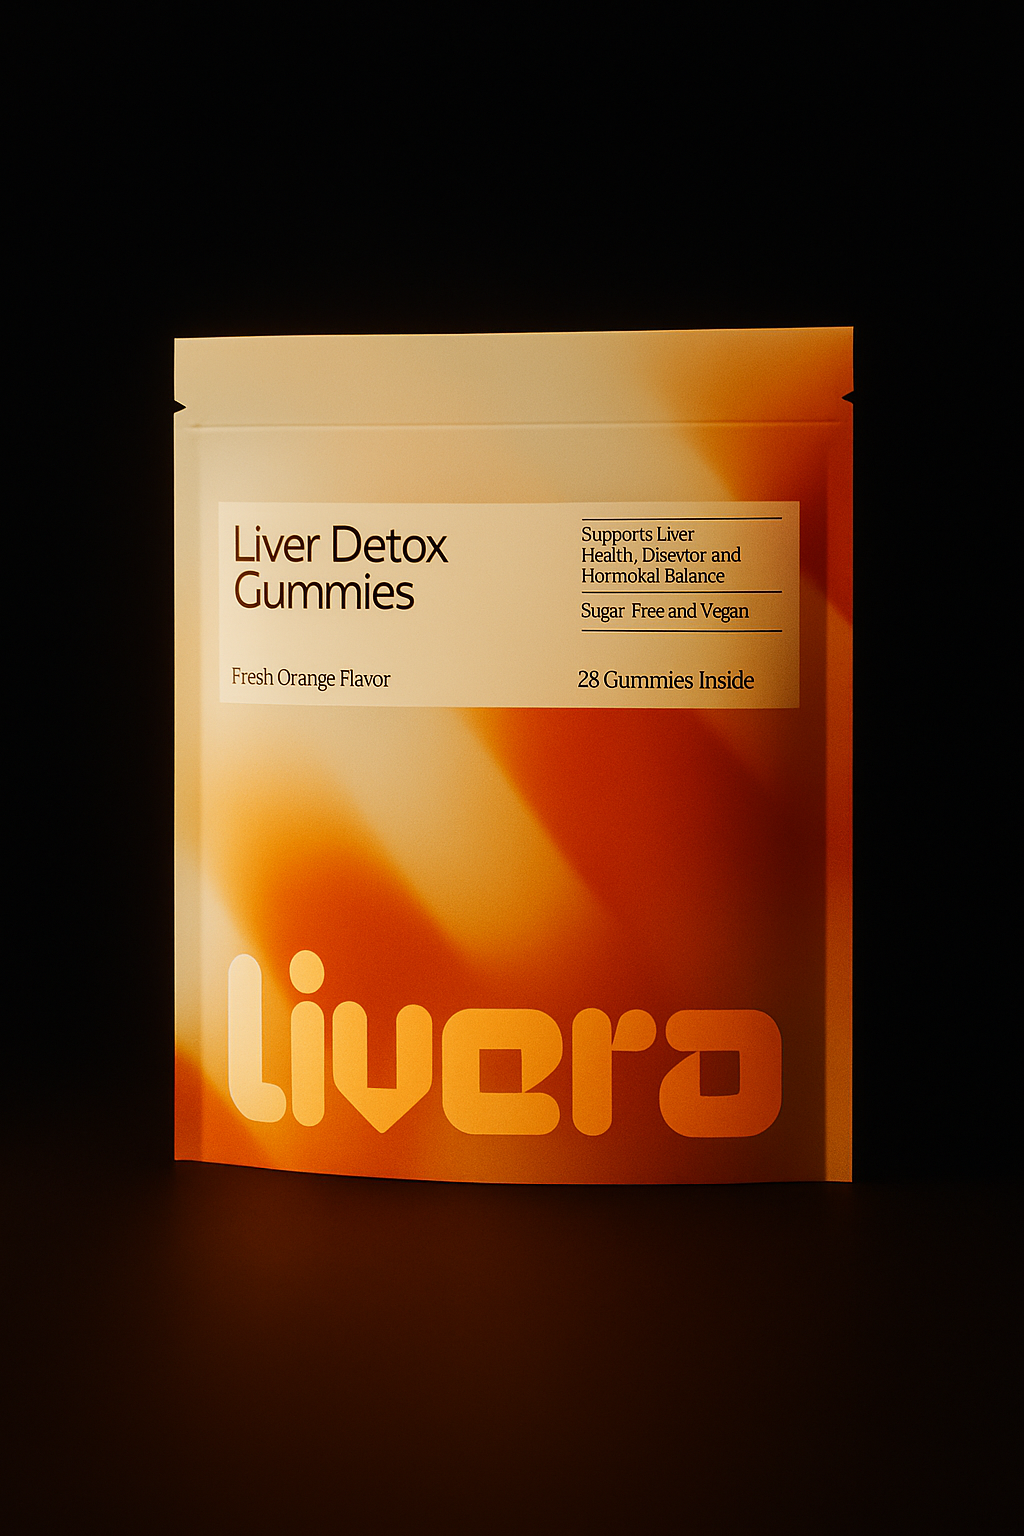 Liver Detox
Gummies
Supports Liver
Health, Disevtor and
Hormokal Balance
Sugar Free and Vegan
Fresh Orange Flavor
28 Gummies Inside
livera